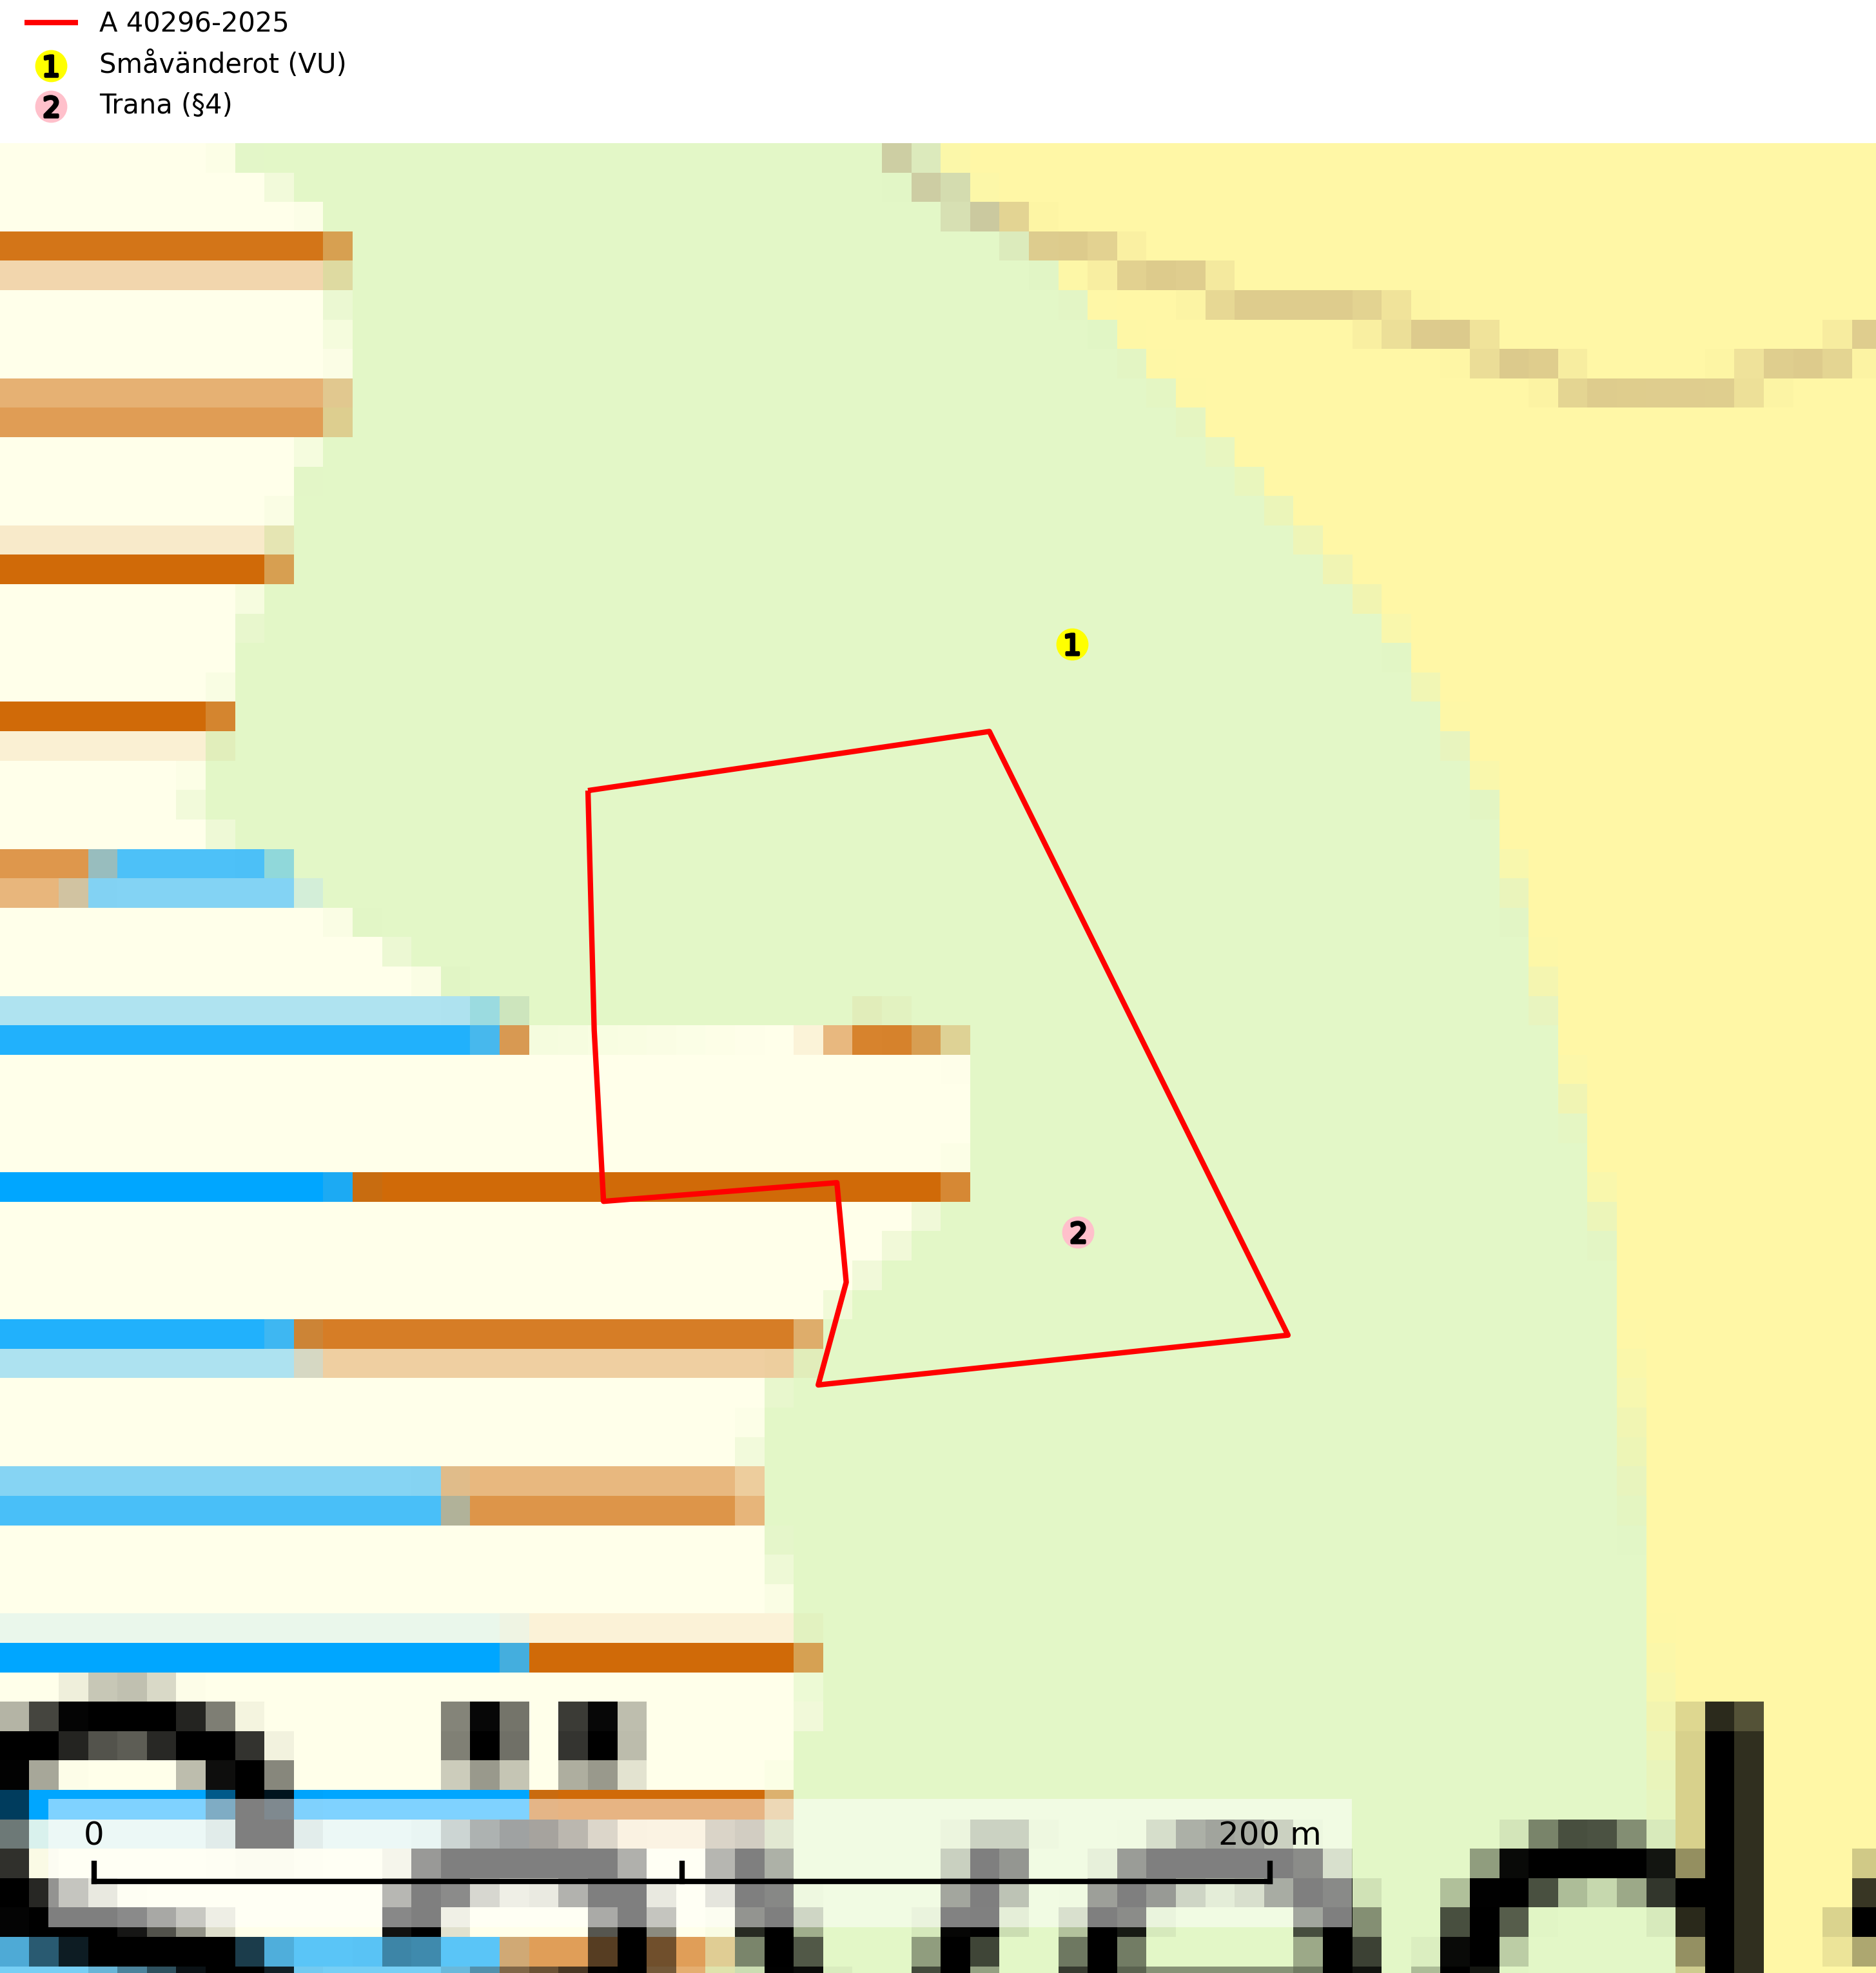 A 40296-2025
1 Småvänderot (VU)
2 Trana (§4)
1
2
0 200 m